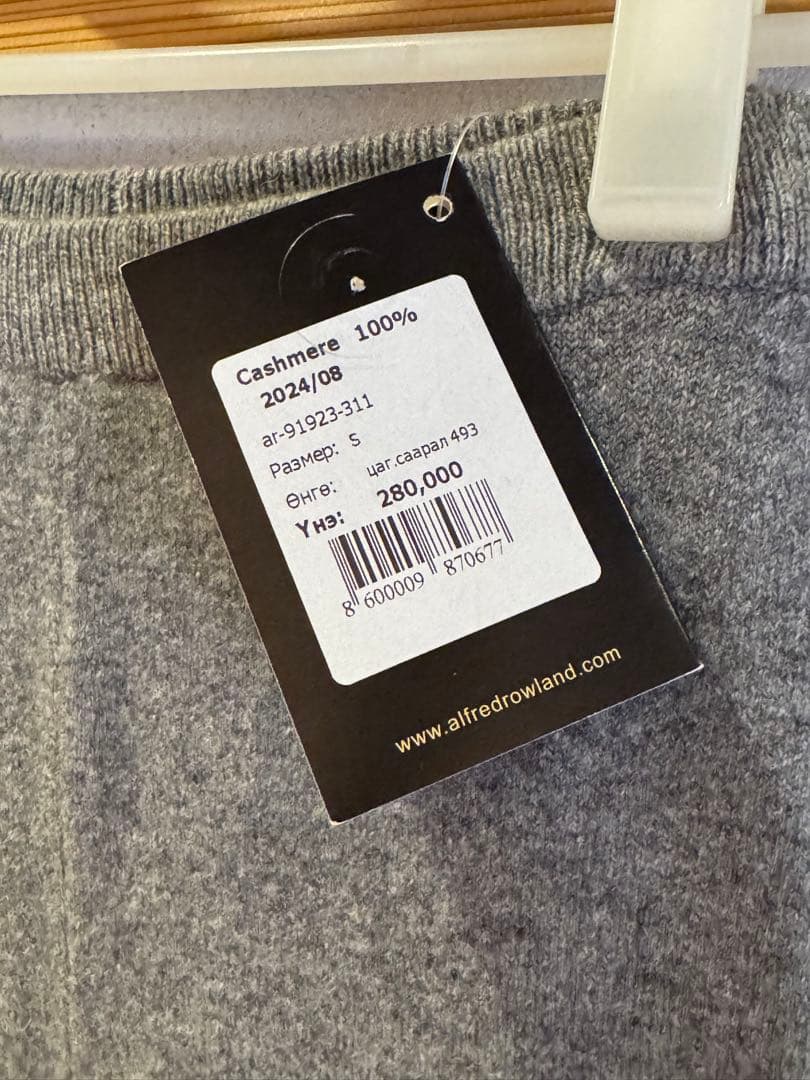 Cashmere 100%
2024/08
ar-91923-311
Размер: S
Өнгө: цаг.саарал 493
Үнэ: 280,000
8 600009 870677
www.alfredrowland.com